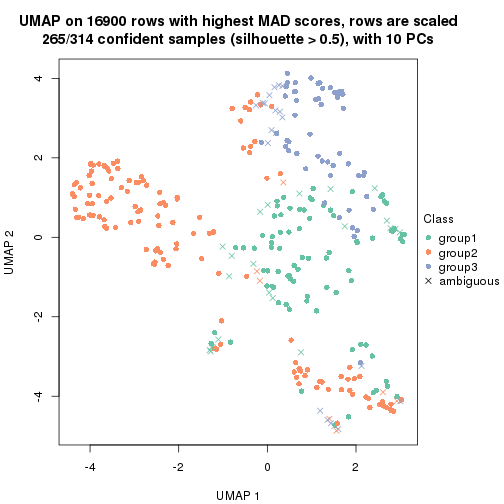 UMAP on 16900 rows with highest MAD scores, rows are scaled
265/314 confident samples (silhouette > 0.5), with 10 PCs
4
2
0
-2
-4
UMAP 2
-4
-2
0
2
UMAP 1
Class
group1
group2
group3
ambiguous